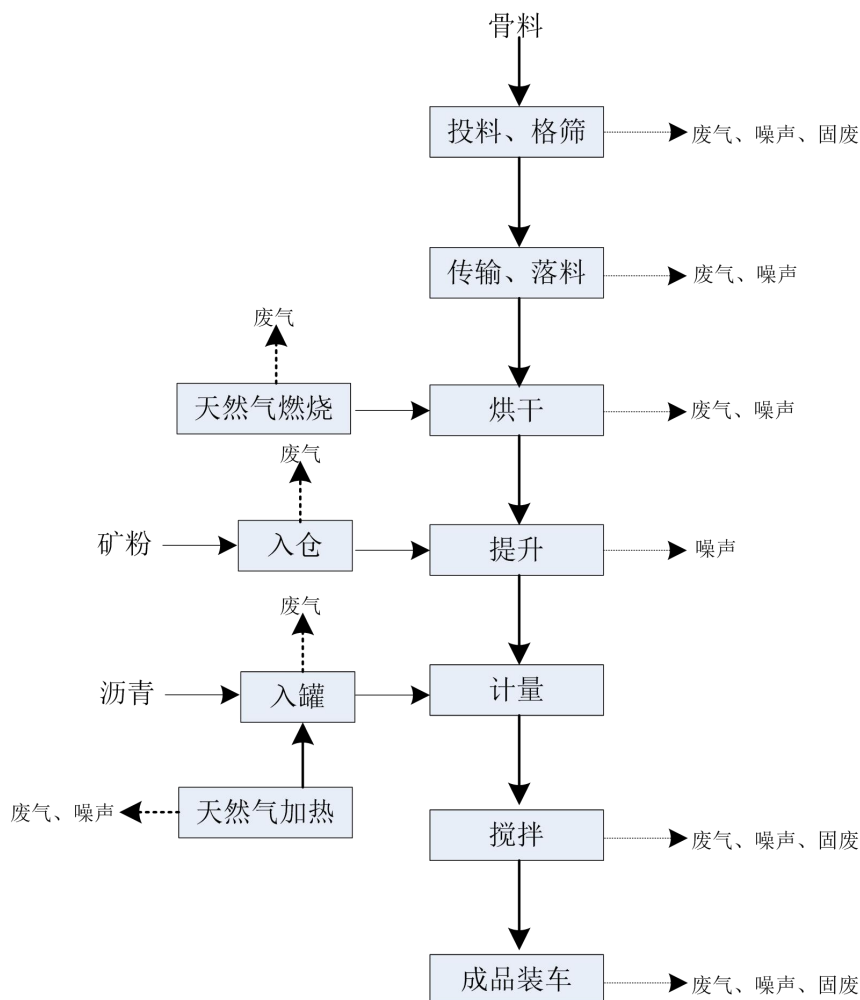 骨料
投料、格筛
废气、噪声、固废
传输、落料
废气、噪声
废气
天然气燃烧
烘干
废气、噪声
废气
矿粉
入仓
提升
噪声
废气
沥青
入罐
计量
废气、噪声
天然气加热
搅拌
废气、噪声、固废
成品装车
废气、噪声、固废